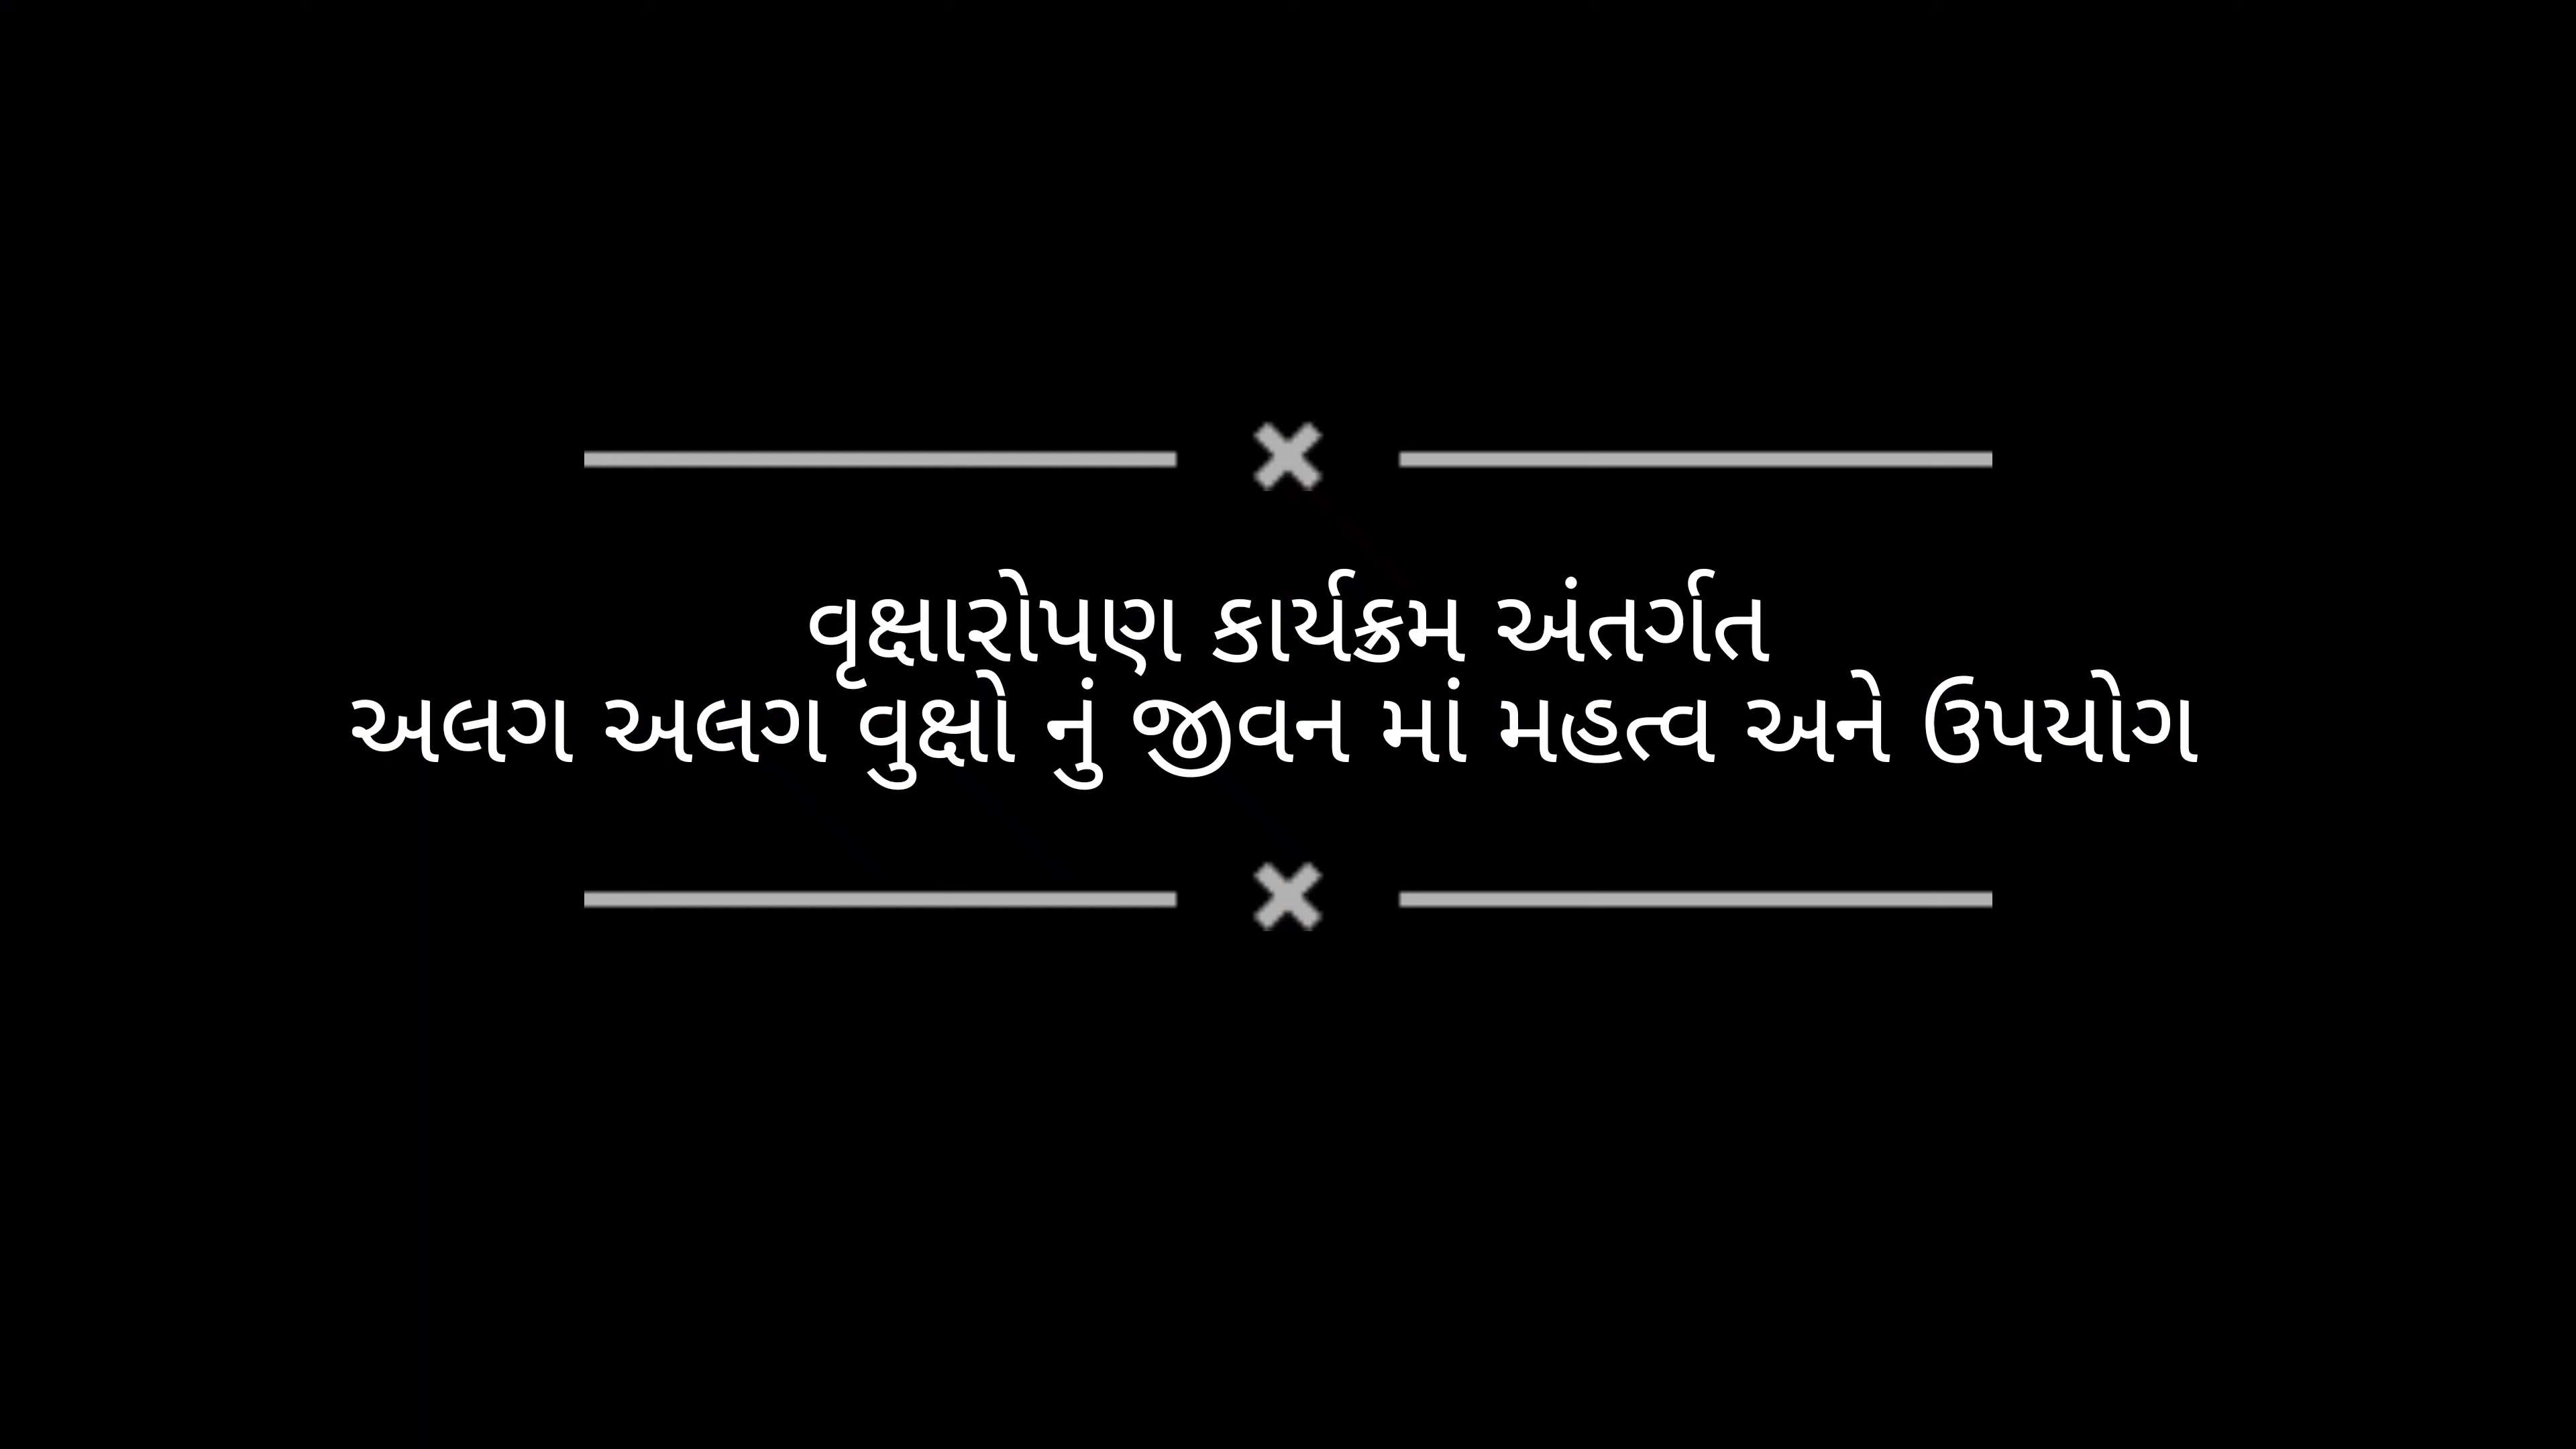 વૃક્ષારોપણ કાર્યક્રમ અંતર્ગત
અલગ અલગ વુક્ષો નું જીવન માં મહત્વ અને ઉપયોગ